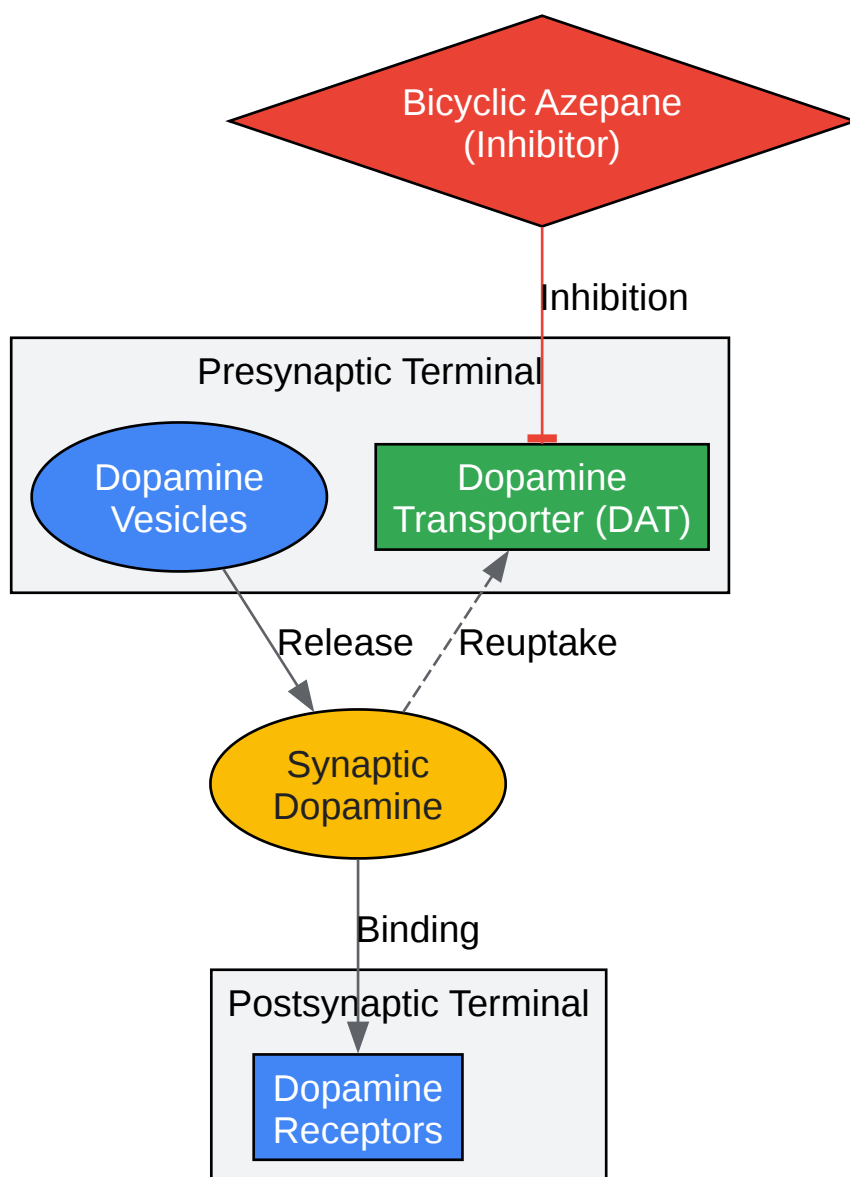 Bicyclic Azepane
(Inhibitor)
Inhibition
Presynaptic Terminal
Dopamine
Vesicles
Dopamine
Transporter (DAT)
Release
Reuptake
Synaptic
Dopamine
Binding
Postsynaptic Terminal
Dopamine
Receptors